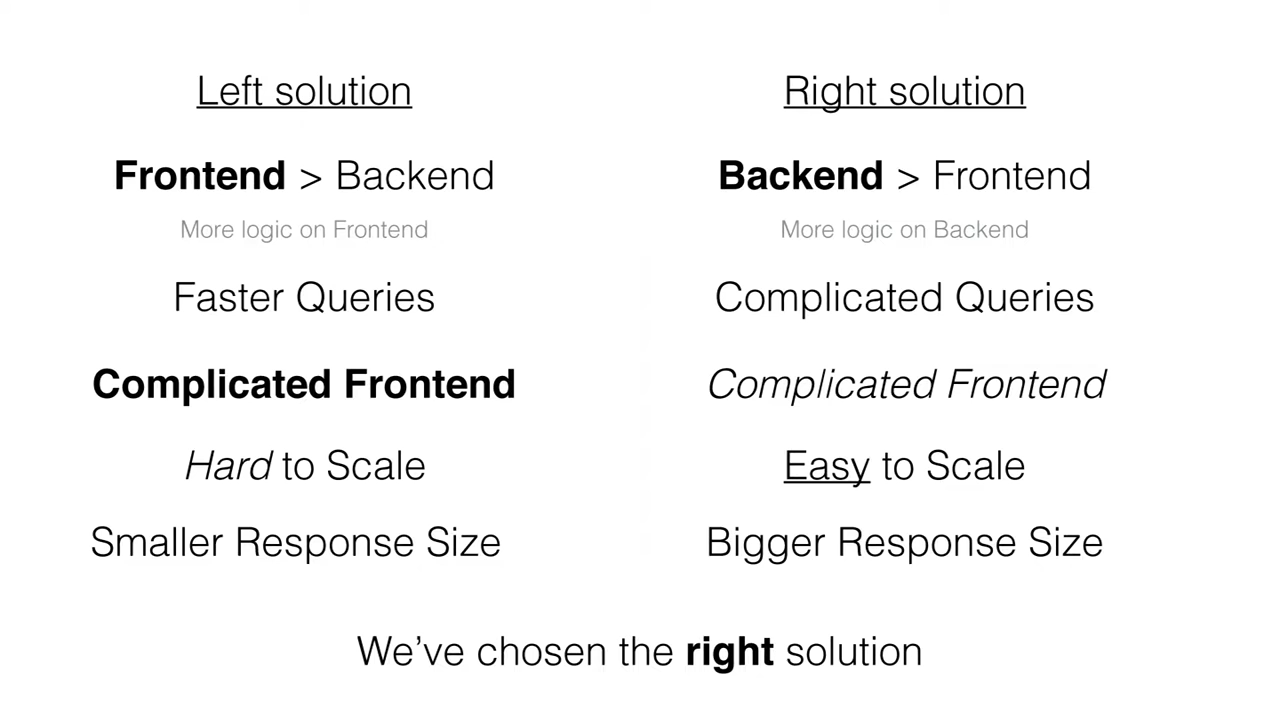 Left solution
Frontend > Backend
More logic on Frontend
Faster Queries
Complicated Frontend
Hard to Scale
Smaller Response Size
Right solution
Backend > Frontend
More logic on Backend
Complicated Queries
Complicated Frontend
Easy to Scale
Bigger Response Size
We've chosen the right solution